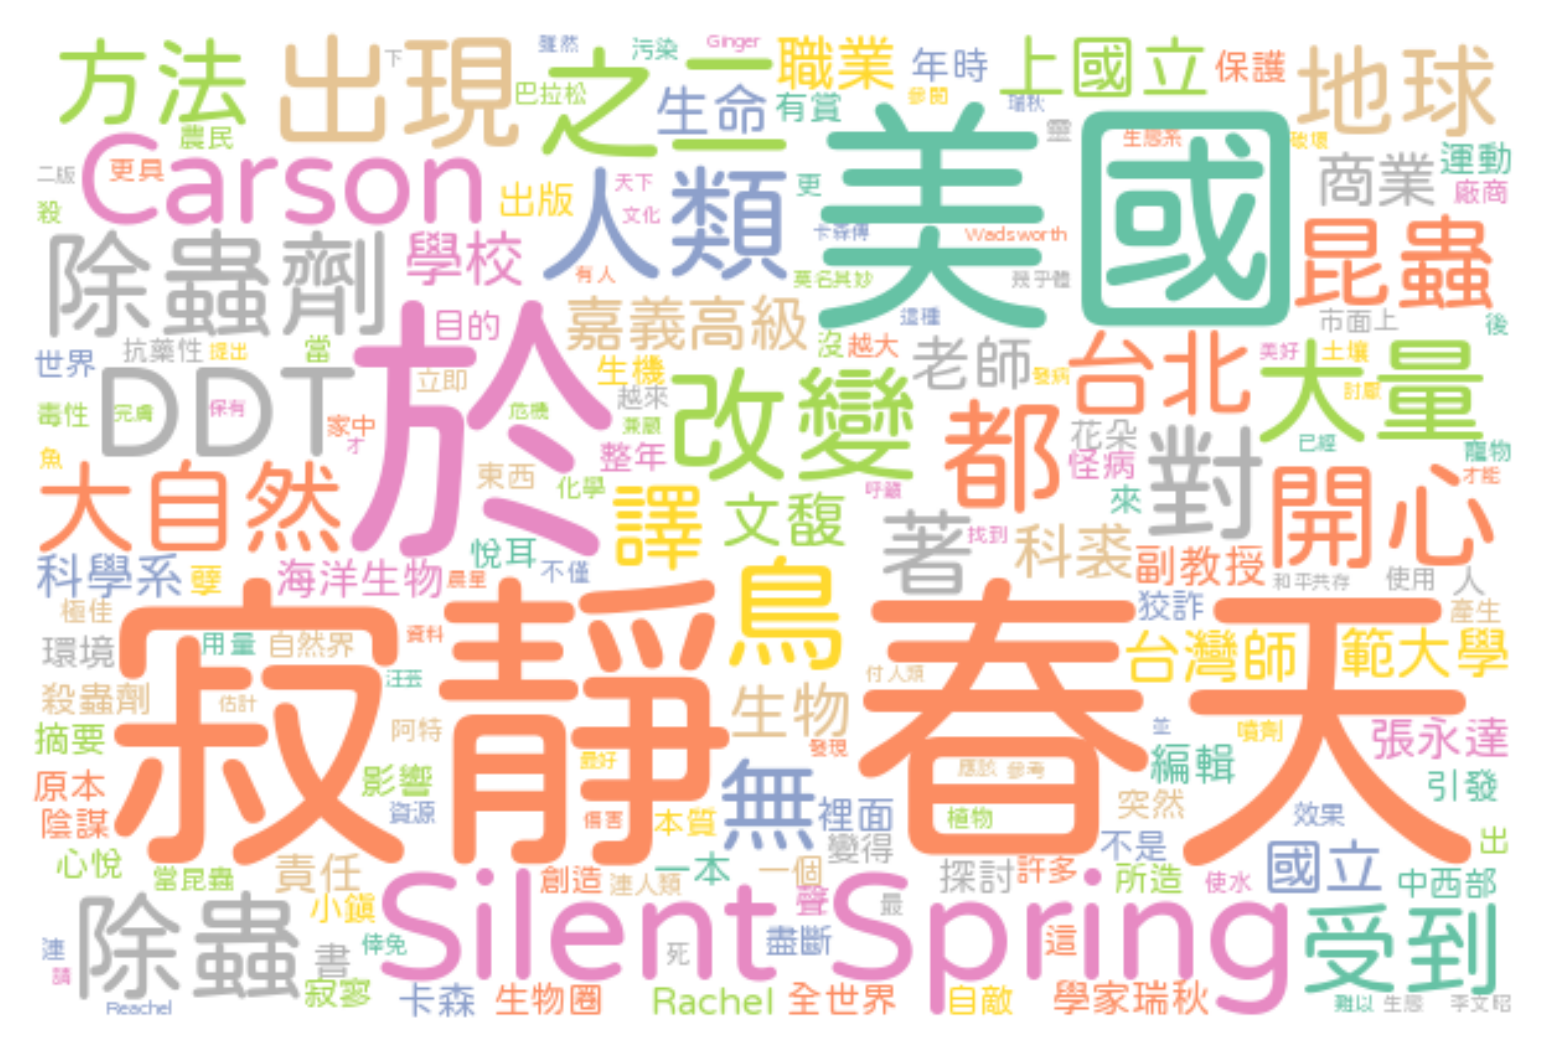 方法
出現
下
雖然
污染
Ginger
之一
職業
年時
上國立
保護
地球
巴拉松
生命
有賞
參閱
瑞秋
農民
靈
生態系
破壞
運動
二版
更具
Carson
出版
人類
天下
更
美國
商業
廠商
殺
文化
卡森傳
Wadsworth
除蟲劑
學校
有人
莫名其妙
幾乎體
昆蟲
目的
嘉義高級
這種
市面上
後
世界
抗藥性
提出
當
於
生機
沒
越大
老師
台北
美好
土壤
大量
DDT
立即
越來
改變
發病
討厭
毒性
完膚
保有
家中
才
危機
兼顧
都
花朵
對
已經
寵物
魚
整年
怪病
才能
大自然
東西
化學
譯
文馥
呼籲
著
找到
來
開心
科學系
孽
海洋生物
晨星
悅耳
不僅
鳥
科裘
副教授
和平共存
使用
人
極佳
寂靜
春天
狡詐
產生
環境
用量
自然界
資料
台灣師
範大學
殺蟲劑
估計
汪芸
生物
付人類
摘要
阿特
發現
並
噴劑
張永達
原本
影響
最好
無
應該
參考
編輯
引發
陰謀
資源
傷害
本質
裡面
植物
突然
效果
心悅
當昆蟲
責任
變得
不是
國立
出
創造
連人類
一本
一個
探討
許多
所造
使水
中西部
除蟲
小鎮
Silent Spring
聲
最
受到
連
請
書
倖免
死
盡斷
這
Reachel
寂寥
卡森
生物圈
Rachel
全世界
自敵
學家瑞秋
難以
生態
李文昭